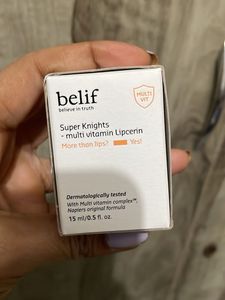 belif
believe in truth
MULTI
VIT
Super Knights
- multi vitamin Lipcerin
More than lips? Yes!
Dermatologically tested
With Multi vitamin complex™,
Napiers original formula
15 ml/0.5 fl. oz.